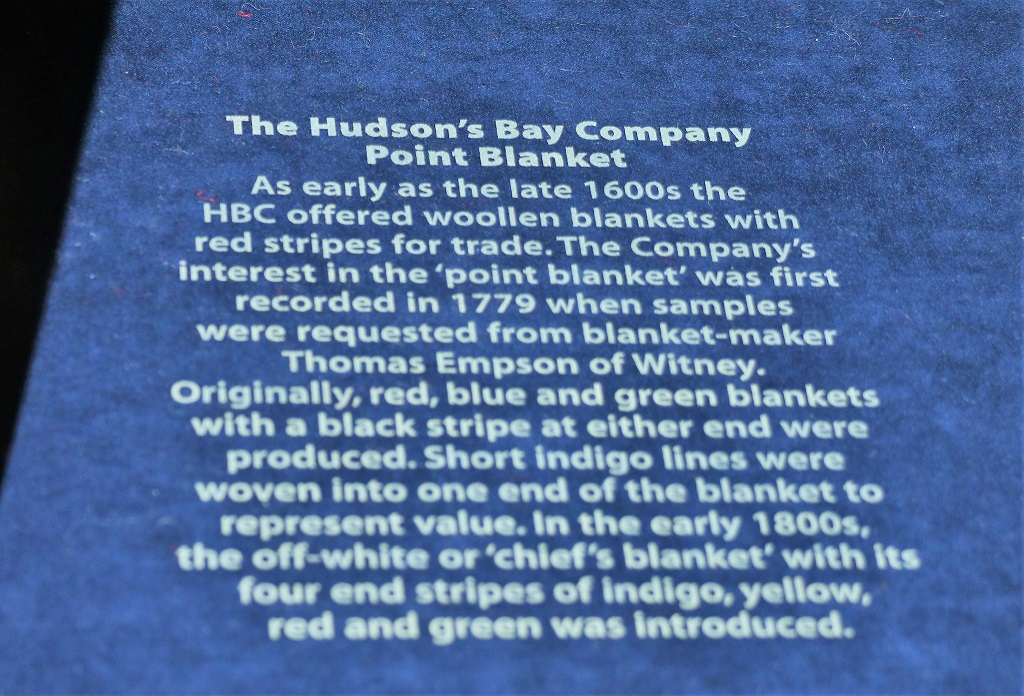 The Hudson's Bay Company
Point Blanket
As early as the late 1600s the
HBC offered woollen blankets with
red stripes for trade. The Company's
interest in the 'point blanket' was first
recorded in 1779 when samples
were requested from blanket-maker
Thomas Empson of Witney.
Originally, red, blue and green blankets
with a black stripe at either end were
produced. Short indigo lines were
woven into one end of the blanket to
represent value. In the early 1800s,
the off-white or 'chief's blanket' with its
four end stripes of indigo, yellow,
red and green was introduced.